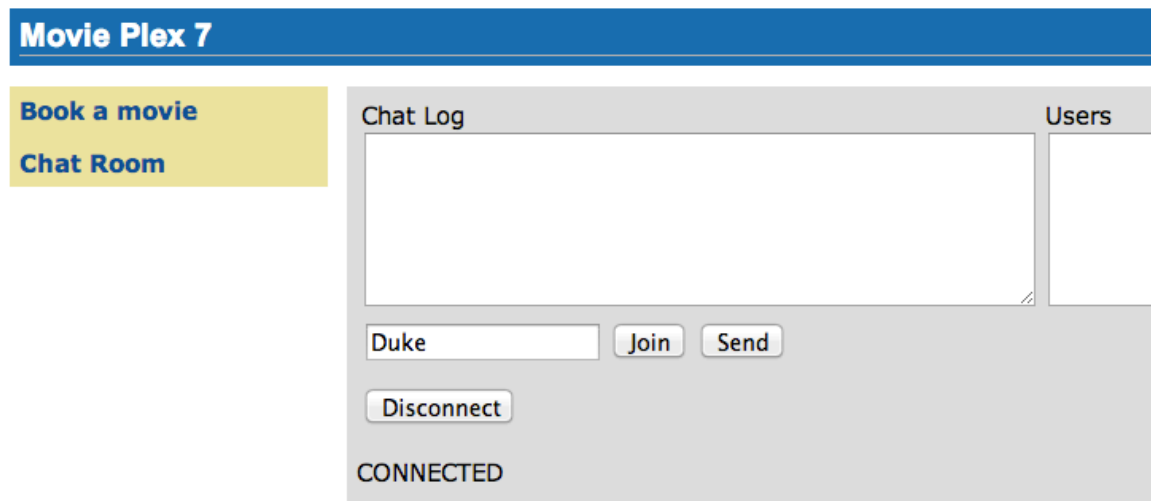 Movie Plex 7
Book a movie
Chat Room
Chat Log
Users
Duke
Join
Send
Disconnect
CONNECTED